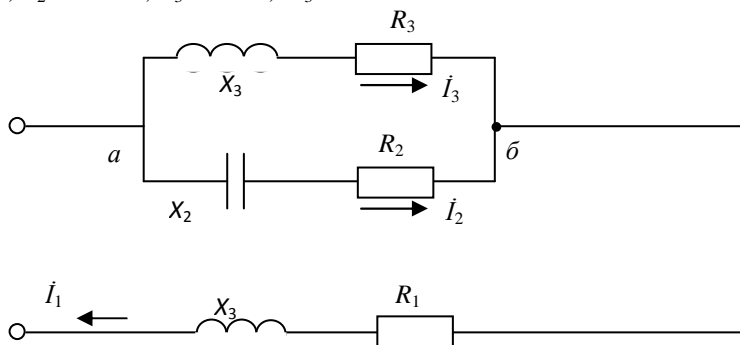 R₃
X₃
İ₃
а
R₂
б
X₂
İ₂
İ₁
X₃
R₁